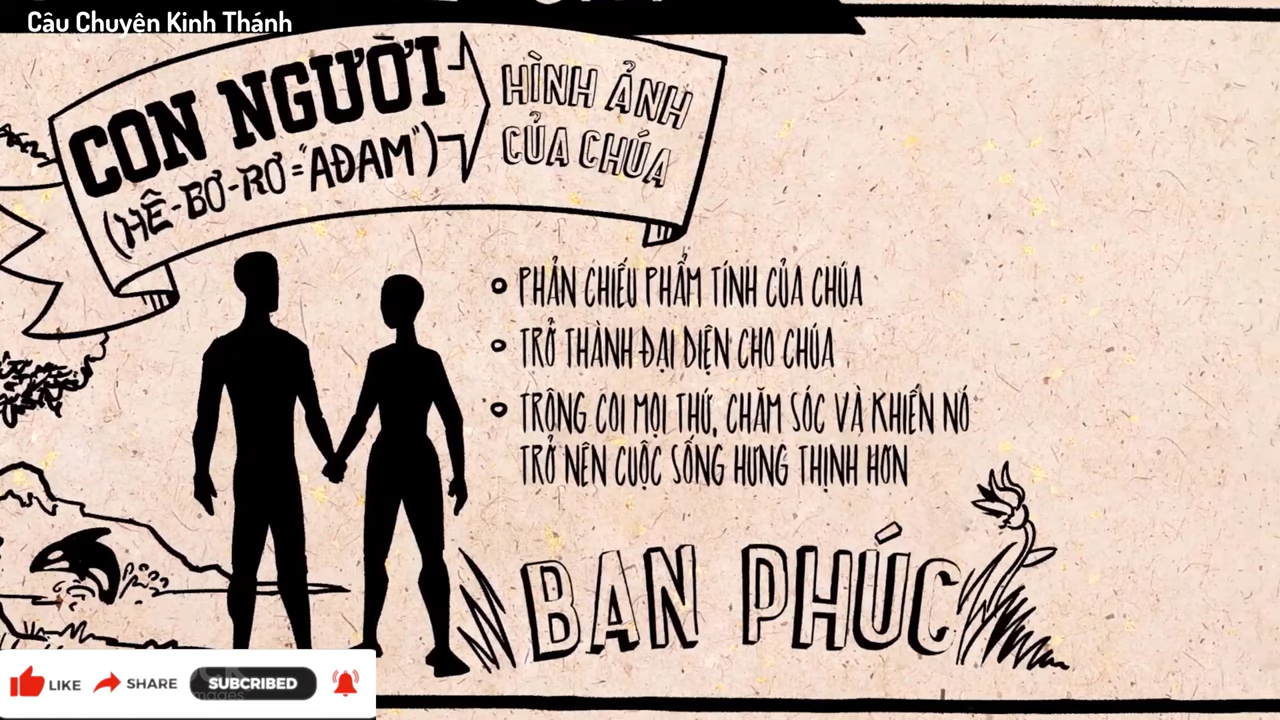 Câu Chuyện Kinh Thánh
CON NGƯỜI
(HÊ-BƠ-RƠ="AĐAM")
HÌNH ẢNH
CỦA CHÚA
PHẢN CHIẾU PHẨM TÍNH CỦA CHÚA
TRỞ THÀNH ĐẠI DIỆN CHO CHÚA
TRÔNG COI MỌI THỨ, CHĂM SÓC VÀ KHIẾN NÓ
TRỞ NÊN CUỘC SỐNG HƯNG THỊNH HƠN
BAN PHÚC
LIKE SHARE SUBCRIBED